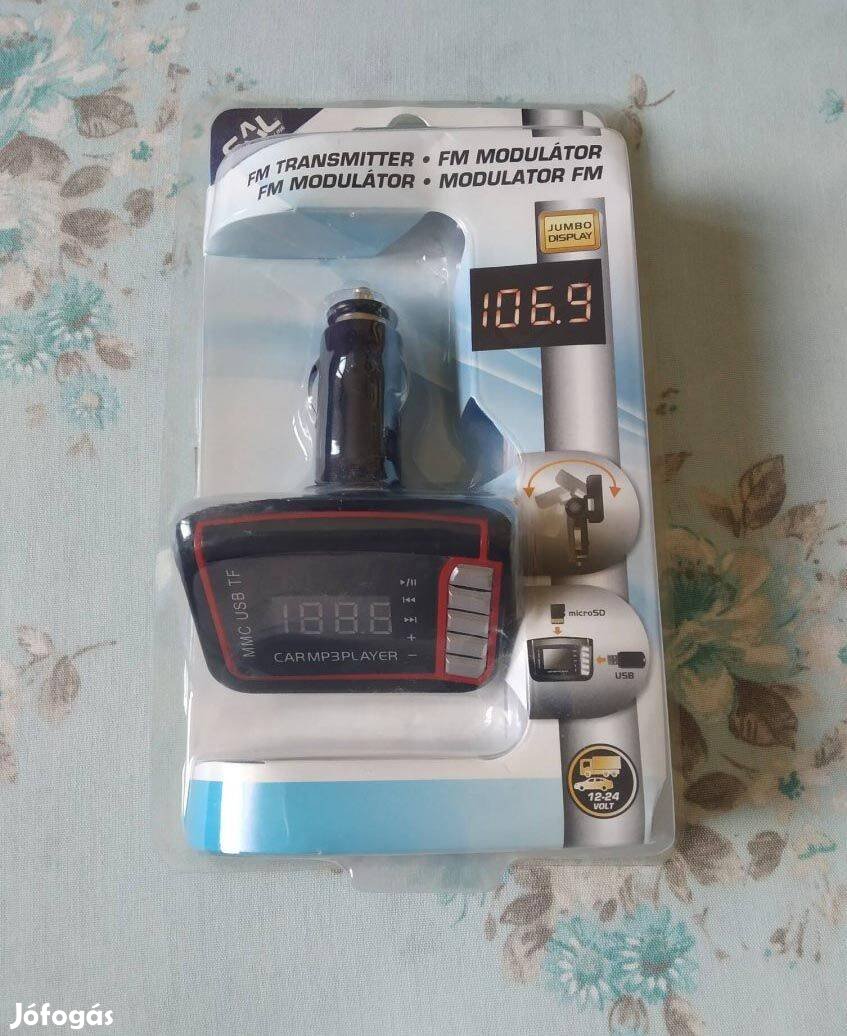 SAL
FM TRANSMITTER • FM MODULÁTOR
FM MODULÁTOR • MODULATOR FM
JUMBO
DISPLAY
106.9
MMC USB TF
188.8
+
CARMP3PLAYER −
microSD
USB
12-24
VOLT
Jófogás